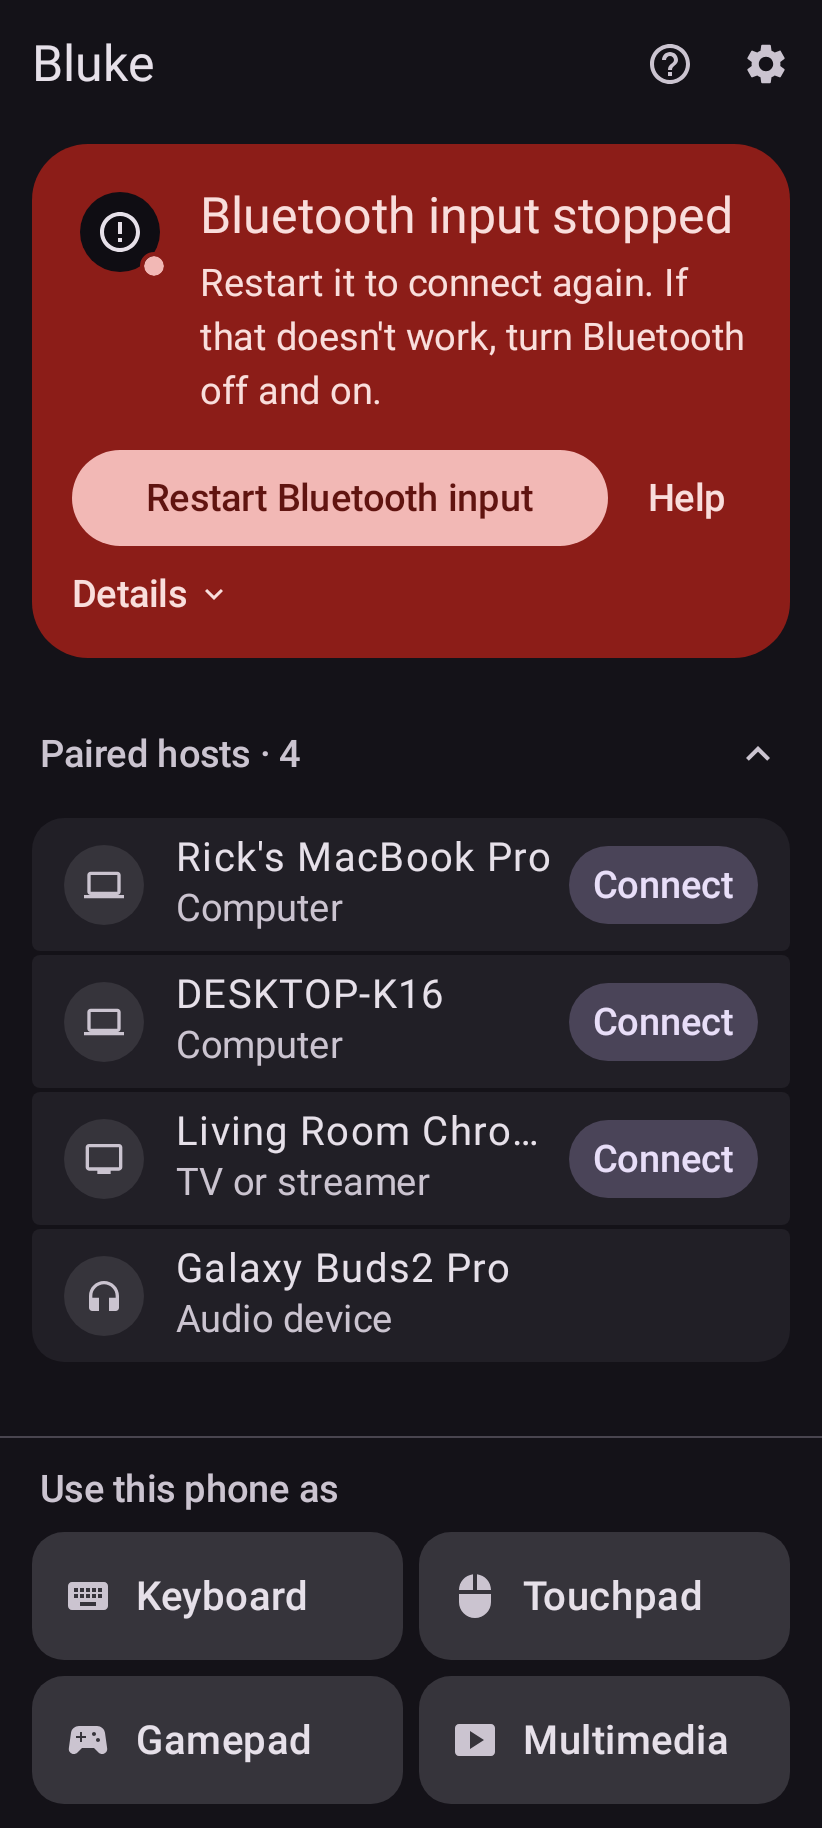 Bluke
Bluetooth input stopped
Restart it to connect again. If
that doesn't work, turn Bluetooth
off and on.
Restart Bluetooth input
Help
Details
Paired hosts · 4
Rick's MacBook Pro
Computer
Connect
DESKTOP-K16
Computer
Connect
Living Room Chro…
TV or streamer
Connect
Galaxy Buds2 Pro
Audio device
Use this phone as
Keyboard
Touchpad
Gamepad
Multimedia